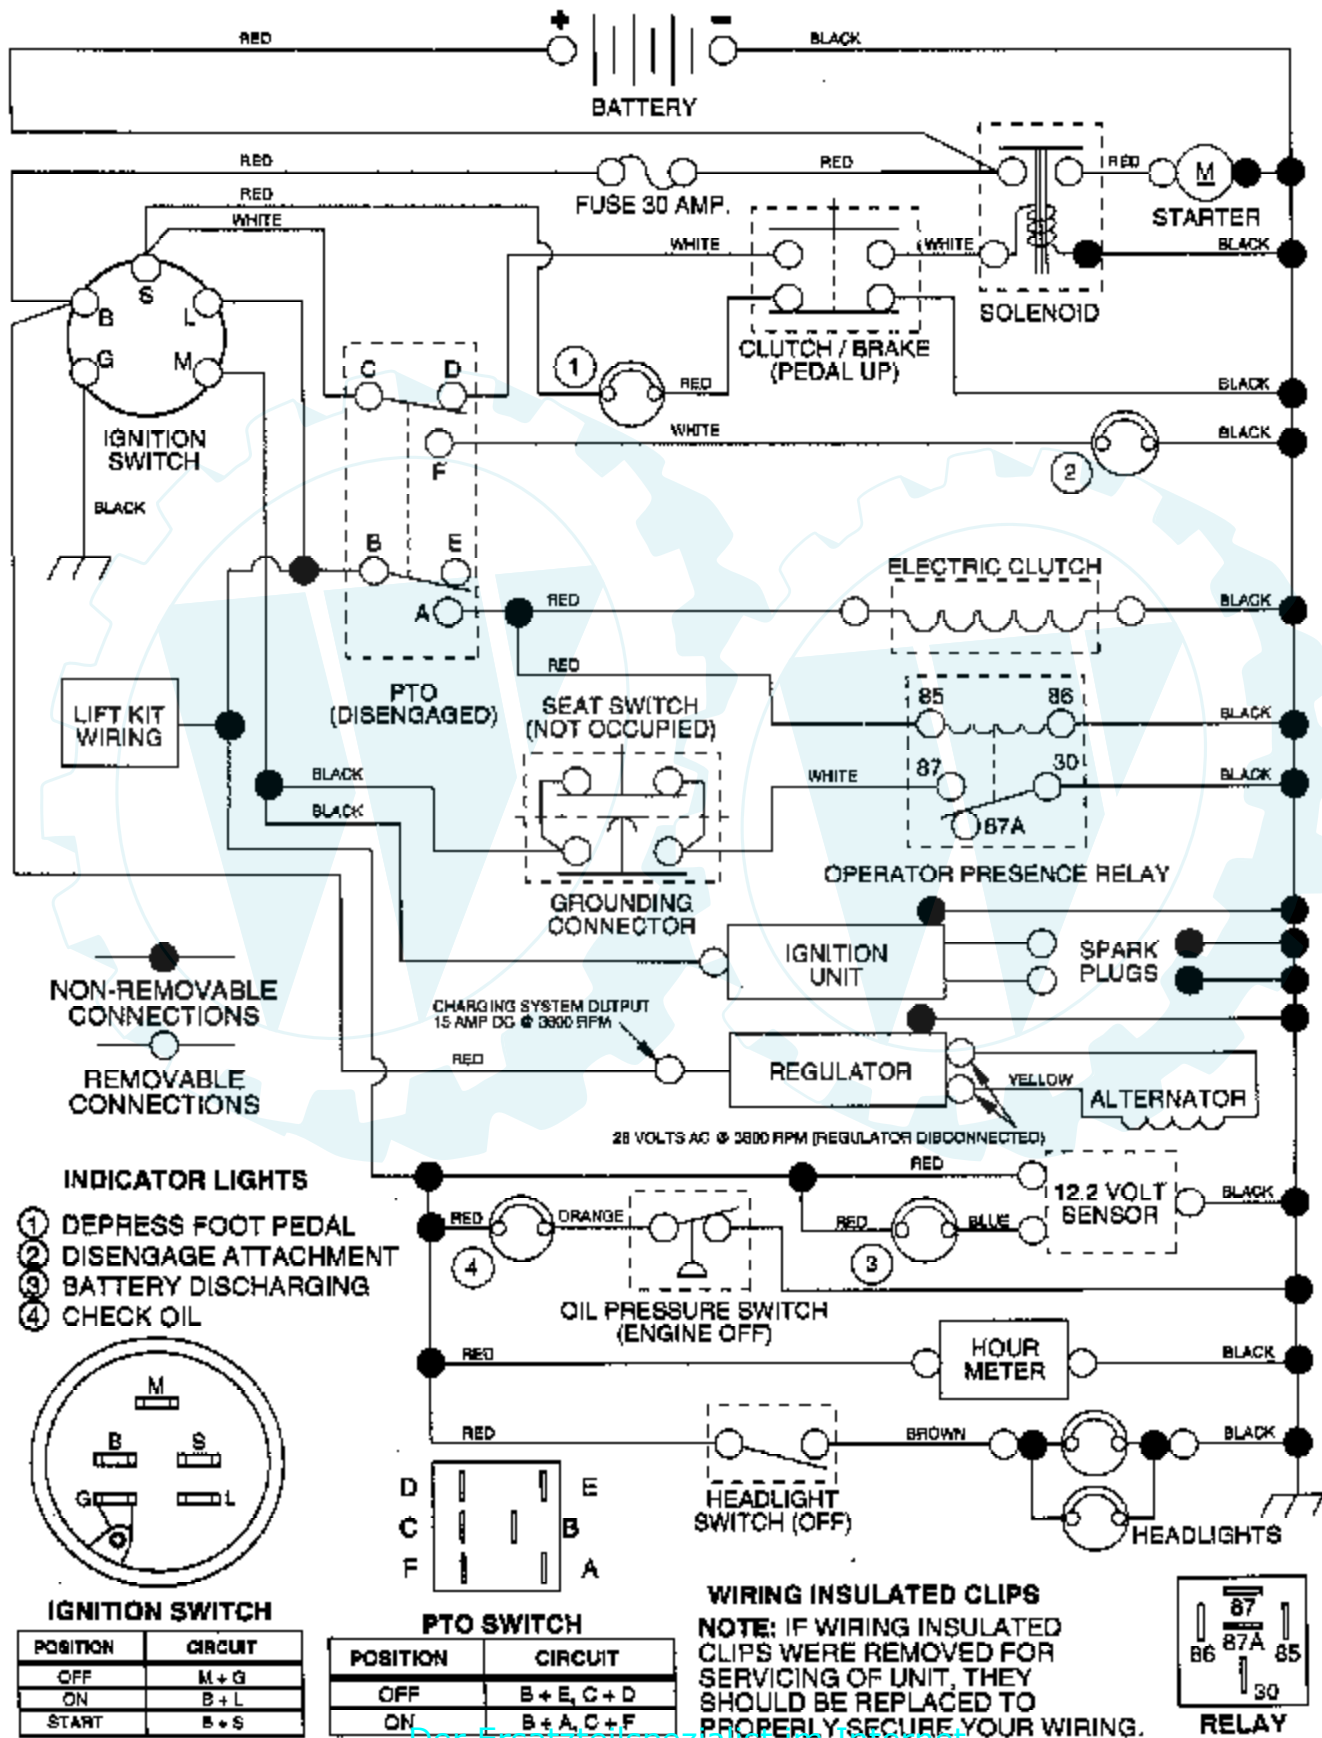 RED
+
-
BLACK
BATTERY
RED
RED
RED
M
FUSE 30 AMP.
STARTER
RED
WHITE
WHITE
WHITE
BLACK
S
B
L
G
M
SOLENOID
CLUTCH / BRAKE
(PEDAL UP)
C
D
1
RED
BLACK
WHITE
BLACK
F
2
IGNITION
SWITCH
BLACK
B
E
A
RED
ELECTRIC CLUTCH
BLACK
RED
PTO
(DISENGAGED)
SEAT SWITCH
(NOT OCCUPIED)
85
86
BLACK
LIFT KIT
WIRING
BLACK
BLACK
WHITE
87
30
BLACK
87A
OPERATOR PRESENCE RELAY
GROUNDING
CONNECTOR
IGNITION
UNIT
SPARK
PLUGS
NON-REMOVABLE
CONNECTIONS
REMOVABLE
CONNECTIONS
CHARGING SYSTEM OUTPUT
15 AMP DC @ 3600 RPM
RED
REGULATOR
YELLOW
ALTERNATOR
28 VOLTS AC @ 3600 RPM (REGULATOR DISCONNECTED)
RED
12.2 VOLT
SENSOR
BLACK
INDICATOR LIGHTS
1 DEPRESS FOOT PEDAL
2 DISENGAGE ATTACHMENT
3 BATTERY DISCHARGING
4 CHECK OIL
RED
ORANGE
4
RED
BLUE
3
OIL PRESSURE SWITCH
(ENGINE OFF)
RED
HOUR
METER
BLACK
RED
BROWN
BLACK
HEADLIGHT
SWITCH (OFF)
HEADLIGHTS
M
B
S
G
L
IGNITION SWITCH
POSITION CIRCUIT
OFF M + G
ON B + L
START B + S
D E
C B
F A
PTO SWITCH
POSITION CIRCUIT
OFF B + E, C + D
ON B + A, C + F
WIRING INSULATED CLIPS
NOTE: IF WIRING INSULATED
CLIPS WERE REMOVED FOR
SERVICING OF UNIT, THEY
SHOULD BE REPLACED TO
PROPERLY SECURE YOUR WIRING.
87
87A
86
85
30
RELAY
Der Ersatzteilspezialist im Internet